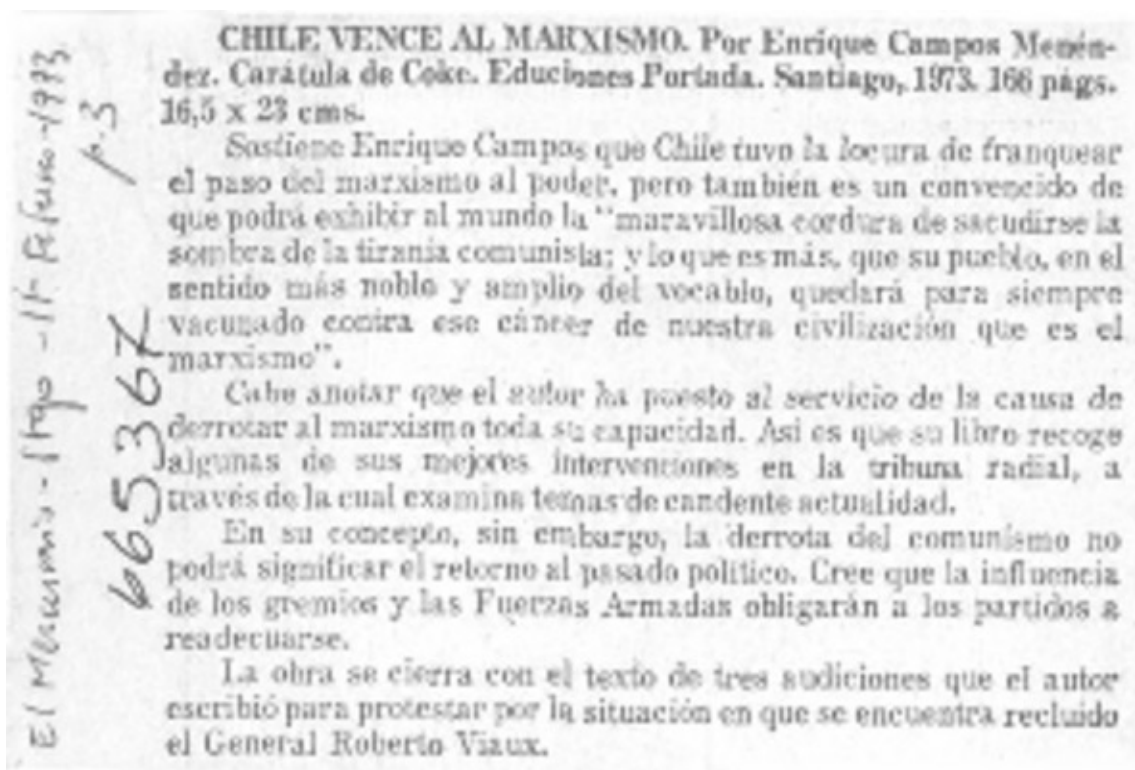 CHILE VENCE AL MARXISMO. Por Enrique Campos Menén-
dez. Carátula de Coke. Educiones Portada. Santiago, 1973. 166 págs.
16,5 x 23 cms.
Sostiene Enrique Campos que Chile tuvo la locura de franquear
el paso del marxismo al poder, pero también es un convencido de
que podrá exhibir al mundo la "maravillosa cordura de sacudirse la
sombra de la tiranía comunista; y lo que es más, que su pueblo, en el
sentido más noble y amplio del vocablo, quedará para siempre
vacunado contra ese cáncer de nuestra civilización que es el
marxismo".
Cabe anotar que el autor ha puesto al servicio de la causa de
derrotar al marxismo toda su capacidad. Así es que su libro recoge
algunas de sus mejores intervenciones en la tribuna radial, a
través de la cual examina temas de candente actualidad.
En su concepto, sin embargo, la derrota del comunismo no
podrá significar el retorno al pasado político. Cree que la influencia
de los gremios y las Fuerzas Armadas obligarán a los partidos a
readecuarse.
La obra se cierra con el texto de tres audiciones que el autor
escribió para protestar por la situación en que se encuentra recluido
el General Roberto Viaux.
El Mercurio - Stgo - 11-
1973
p. 3
665367